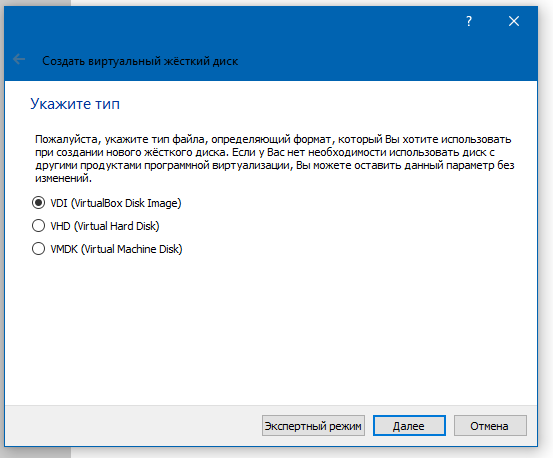 ?
Создать виртуальный жёсткий диск
Укажите тип
Пожалуйста, укажите тип файла, определяющий формат, который Вы хотите использовать
при создании нового жёсткого диска. Если у Вас нет необходимости использовать диск с
другими продуктами программной виртуализации, Вы можете оставить данный параметр без
изменений.
VDI (VirtualBox Disk Image)
VHD (Virtual Hard Disk)
VMDK (Virtual Machine Disk)
Экспертный режим Далее Отмена